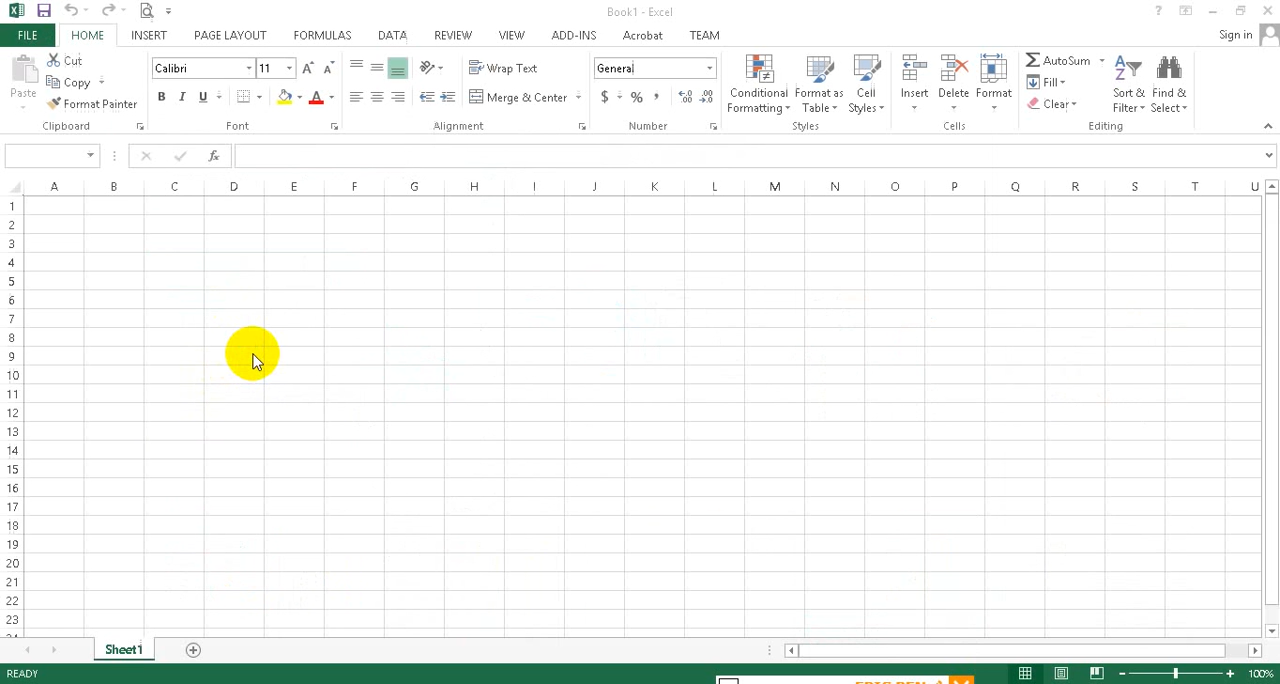 Book1 - Excel
?
FILE HOME INSERT PAGE LAYOUT FORMULAS DATA REVIEW VIEW ADD-INS Acrobat TEAM Sign in
Paste
Cut
Copy
Format Painter
Clipboard
Calibri 11
B I U A
Font
Wrap Text
Merge & Center
Alignment
General
$ % ,
Number
Conditional Formatting
Format as Table
Cell Styles
Styles
Insert Delete Format
Cells
AutoSum
Fill
Clear
Sort & Filter
Find & Select
Editing
fx
A B C D E F G H I J K L M N O P Q R S T U
1
2
3
4
5
6
7
8
9
10
11
12
13
14
15
16
17
18
19
20
21
22
23
Sheet1
READY 100%